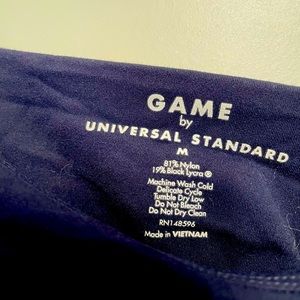 GAME
by
UNIVERSAL STANDARD
M
81% Nylon
19% Black Lycra ®
Machine Wash Cold
Delicate Cycle
Tumble Dry Low
Do Not Bleach
Do Not Dry Clean
RN148596
Made in VIETNAM